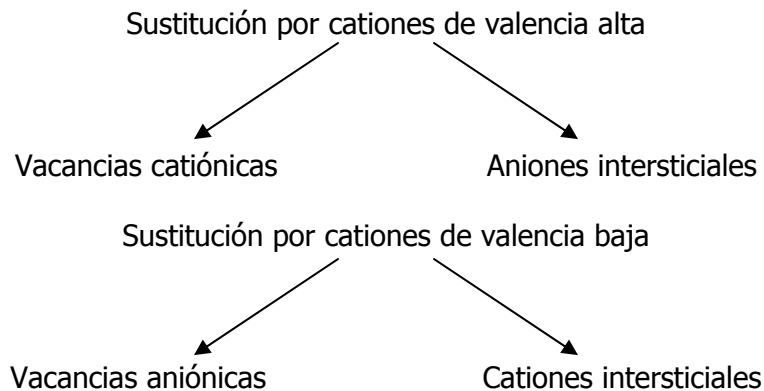 Sustitución por cationes de valencia alta
Vacancias catiónicas Aniones intersticiales
Sustitución por cationes de valencia baja
Vacancias aniónicas Cationes intersticiales